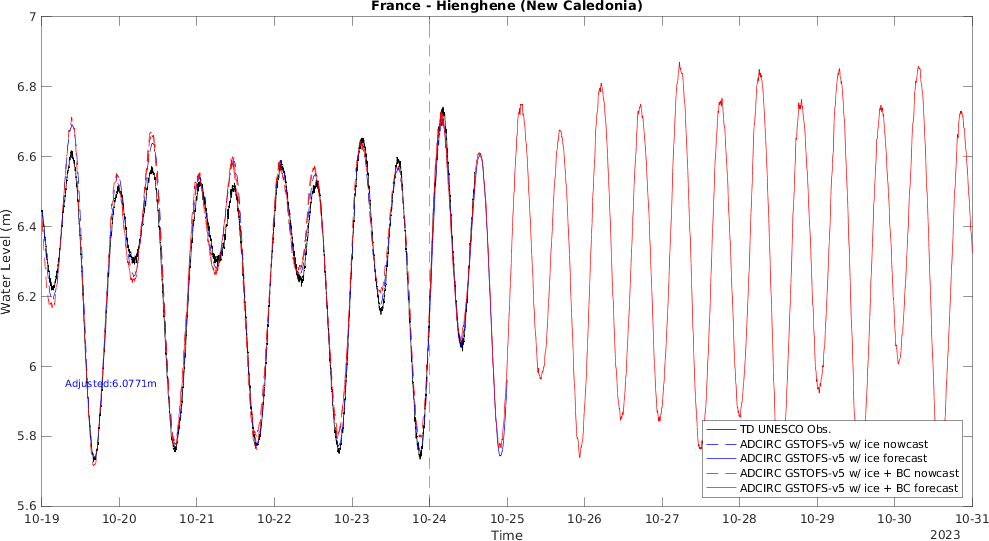 France - Hienghene (New Caledonia)
7
6.8
6.6
6.4
6.2
6
5.8
5.6
Water Level (m)
Adjusted:6.0771m
TD UNESCO Obs.
ADCIRC GSTOFS-v5 w/ ice nowcast
ADCIRC GSTOFS-v5 w/ ice forecast
ADCIRC GSTOFS-v5 w/ ice + BC nowcast
ADCIRC GSTOFS-v5 w/ ice + BC forecast
10-19 10-20 10-21 10-22 10-23 10-24 10-25 10-26 10-27 10-28 10-29 10-30 10-31
Time
2023